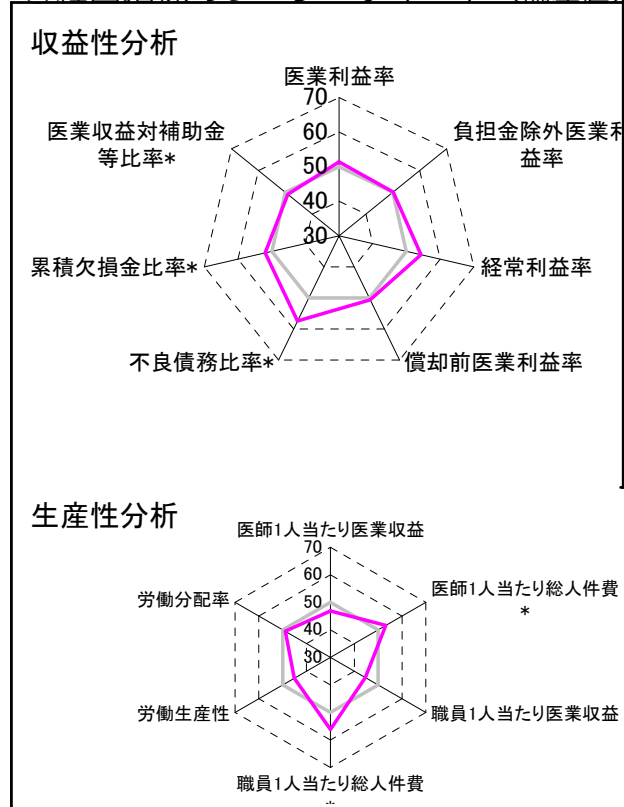 収益性分析
医業利益率
70
60
50
40
30
負担金除外医業利
益率
経常利益率
償却前医業利益率
不良債務比率*
累積欠損金比率*
医業収益対補助金
等比率*
生産性分析
医師1人当たり医業収益
70
60
50
40
30
医師1人当たり総人件費
*
職員1人当たり医業収益
職員1人当たり総人件費
*
労働生産性
労働分配率